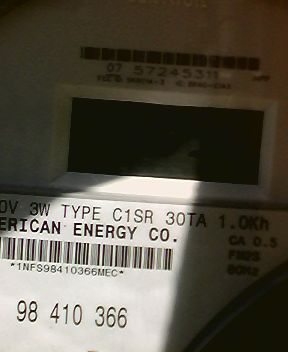 07 57245311
0V 3W TYPE C1SR 30TA 1.0Kh
ERICAN ENERGY CO.
CA 0.5
FM2S
60Hz
*1NFS98410366MEC*
98 410 366